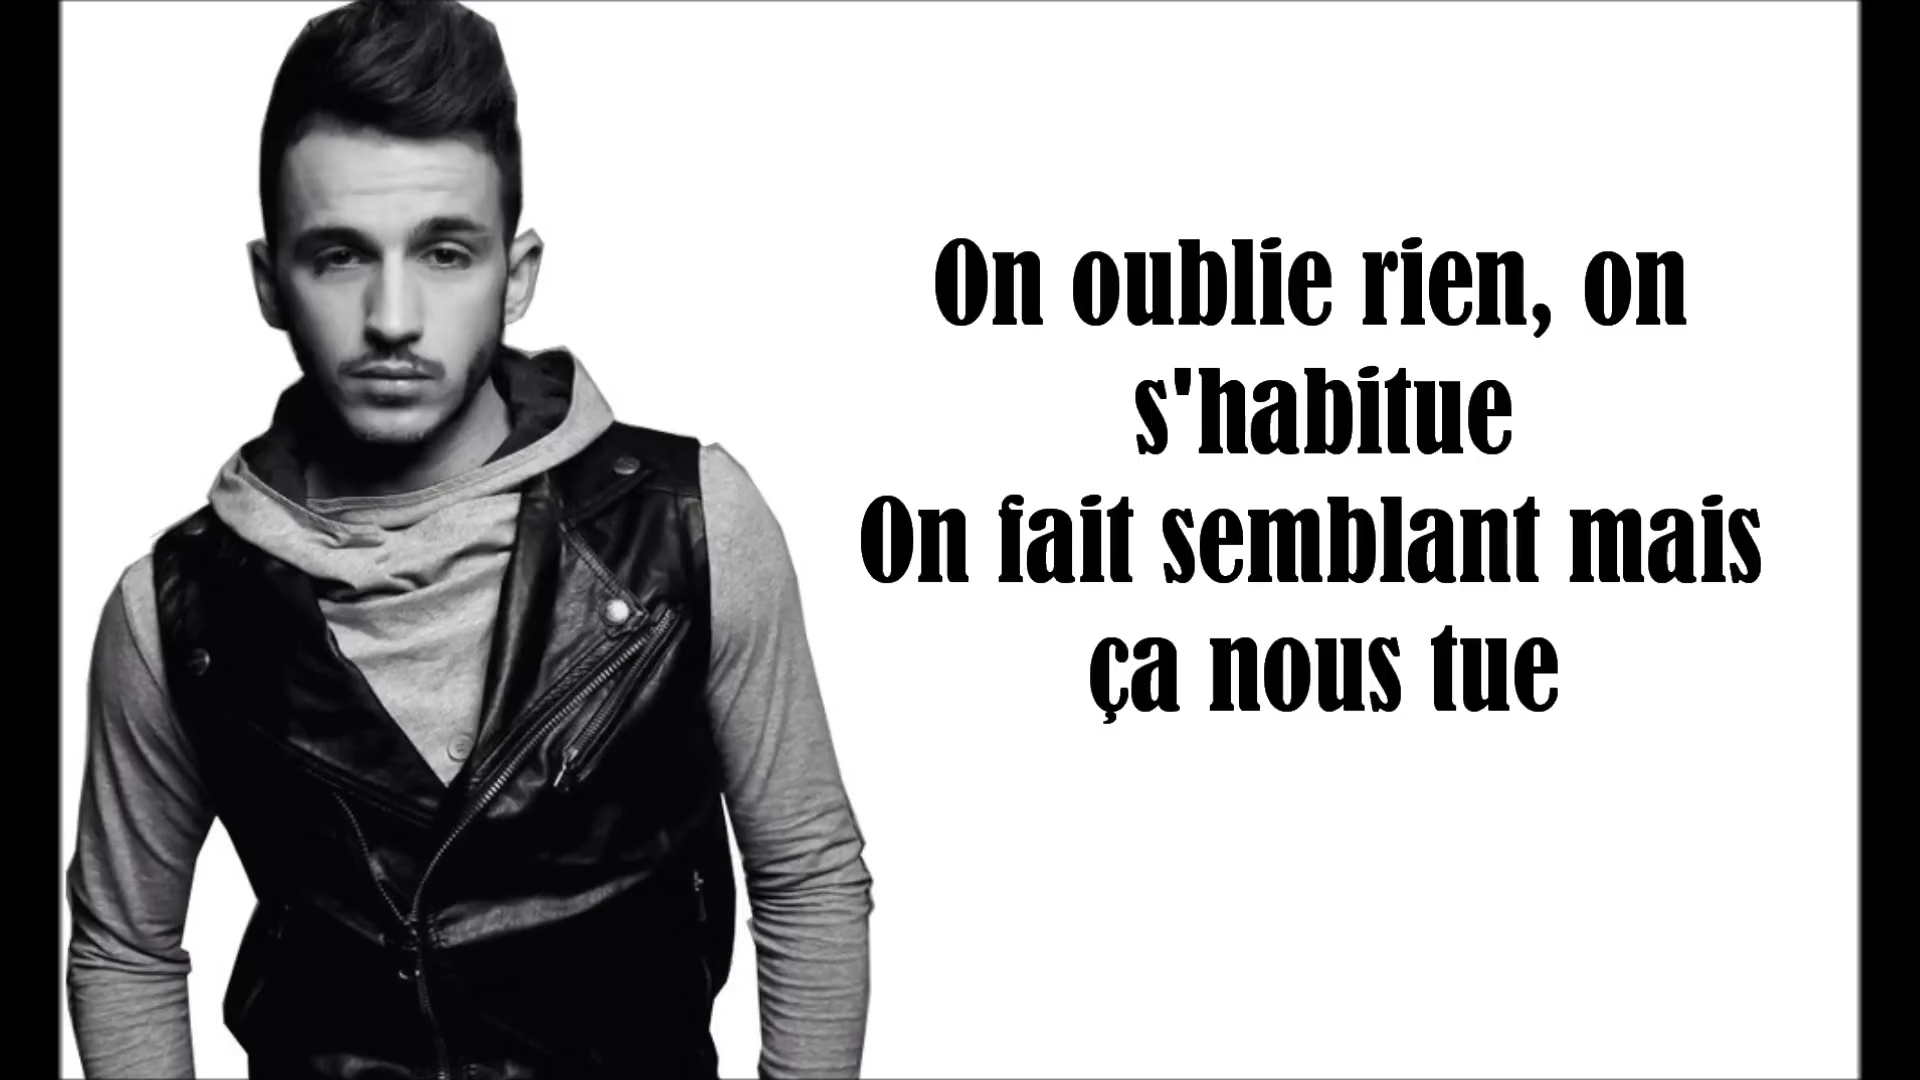 On oublie rien, on
s'habitue
On fait semblant mais
ça nous tue